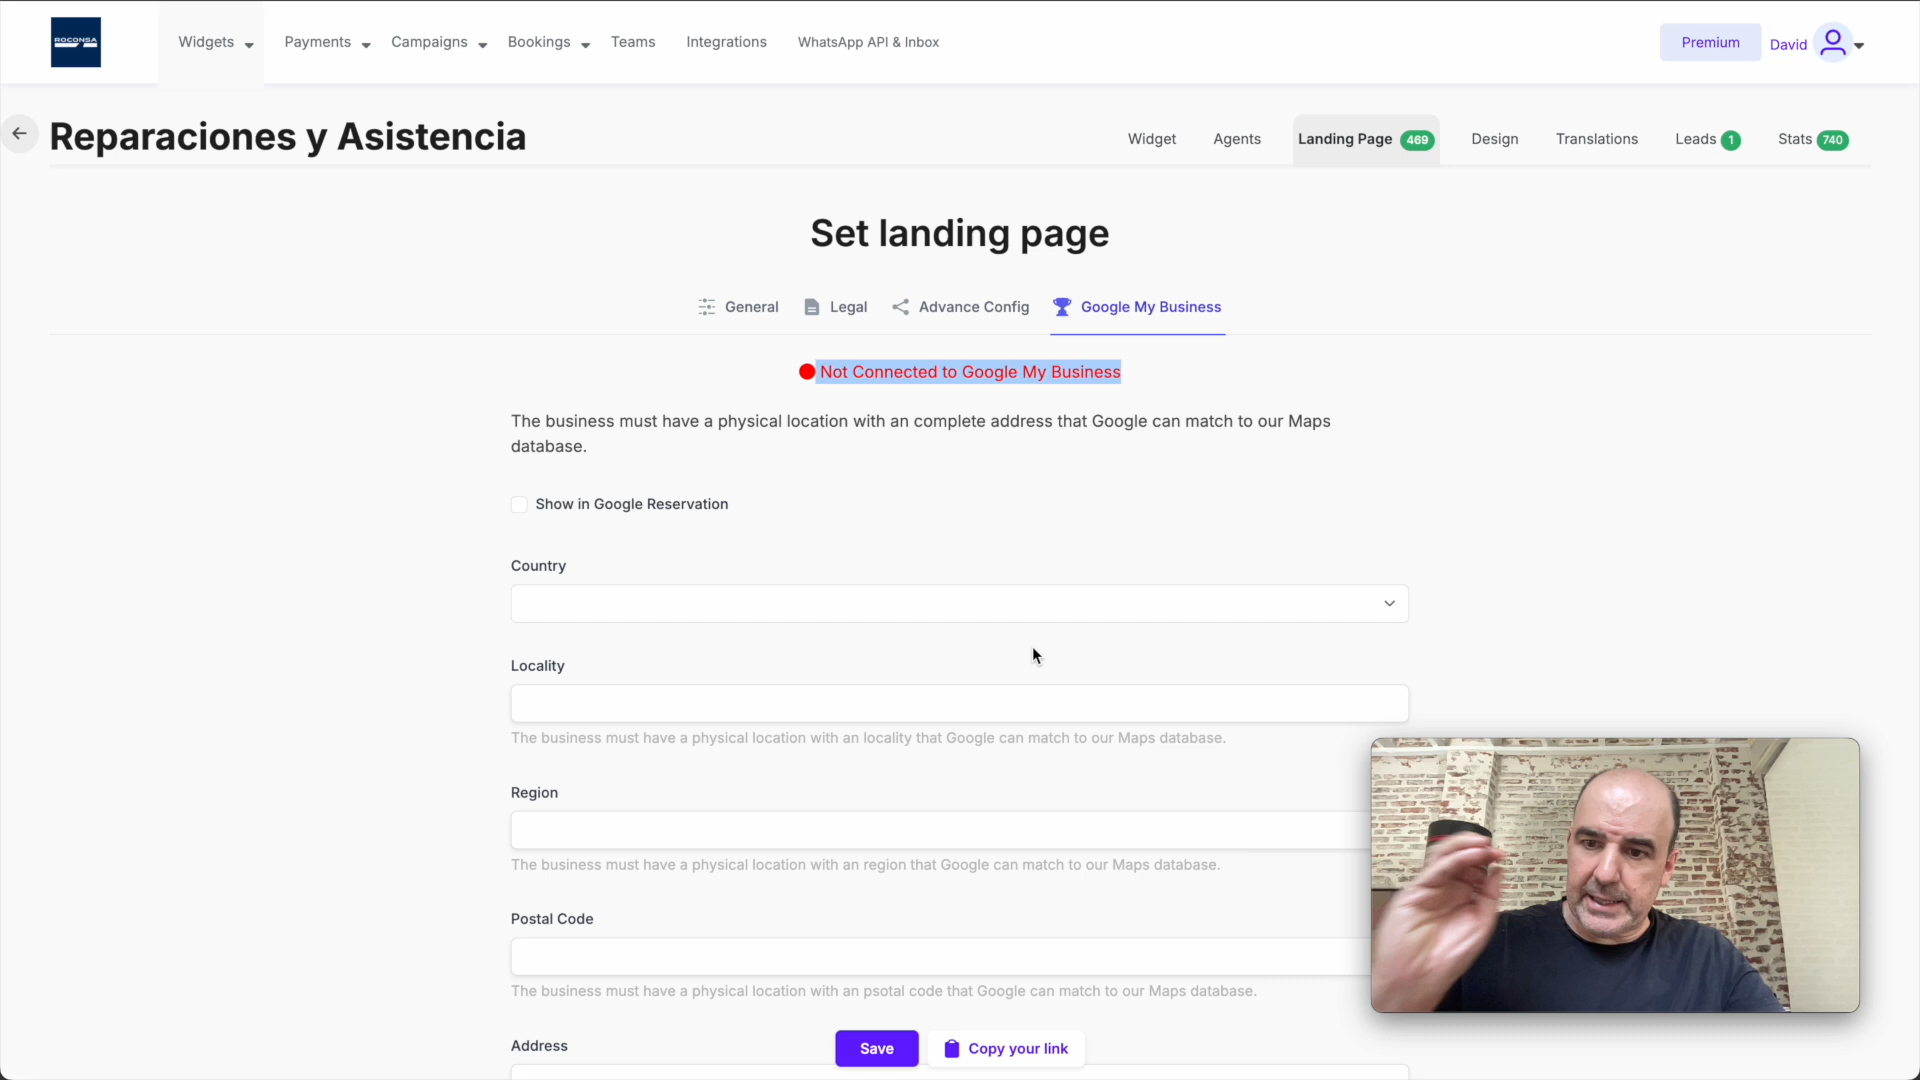 ROCONSA
Widgets
Payments
Campaigns
Bookings
Teams
Integrations
WhatsApp API & Inbox
Premium
David
Reparaciones y Asistencia
Widget
Agents
Landing Page 469
Design
Translations
Leads 1
Stats 740
Set landing page
General
Legal
Advance Config
Google My Business
Not Connected to Google My Business
The business must have a physical location with an complete address that Google can match to our Maps
database.
Show in Google Reservation
Country
Locality
The business must have a physical location with an locality that Google can match to our Maps database.
Region
The business must have a physical location with an region that Google can match to our Maps database.
Postal Code
The business must have a physical location with an psotal code that Google can match to our Maps database.
Address
Save
Copy your link